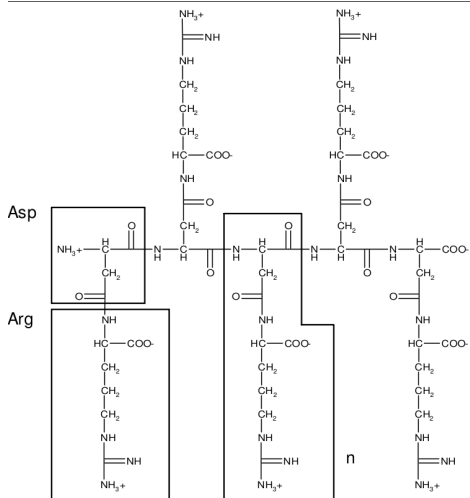 NH3+ NH3+
NH NH
NH NH
CH2 CH2
CH2 CH2
CH2 CH2
HC COO- HC COO-
NH NH
O O
Asp
O CH2 O CH2
H H H H H
NH3+ C N C N C N C N C COO-
H H H H
CH2 O CH2 O CH2
O O O
Arg NH NH NH
HC COO- HC COO- HC COO-
CH2 CH2 CH2
CH2 CH2 CH2
CH2 CH2 CH2
NH NH NH
NH NH n NH
NH3+ NH3+ NH3+